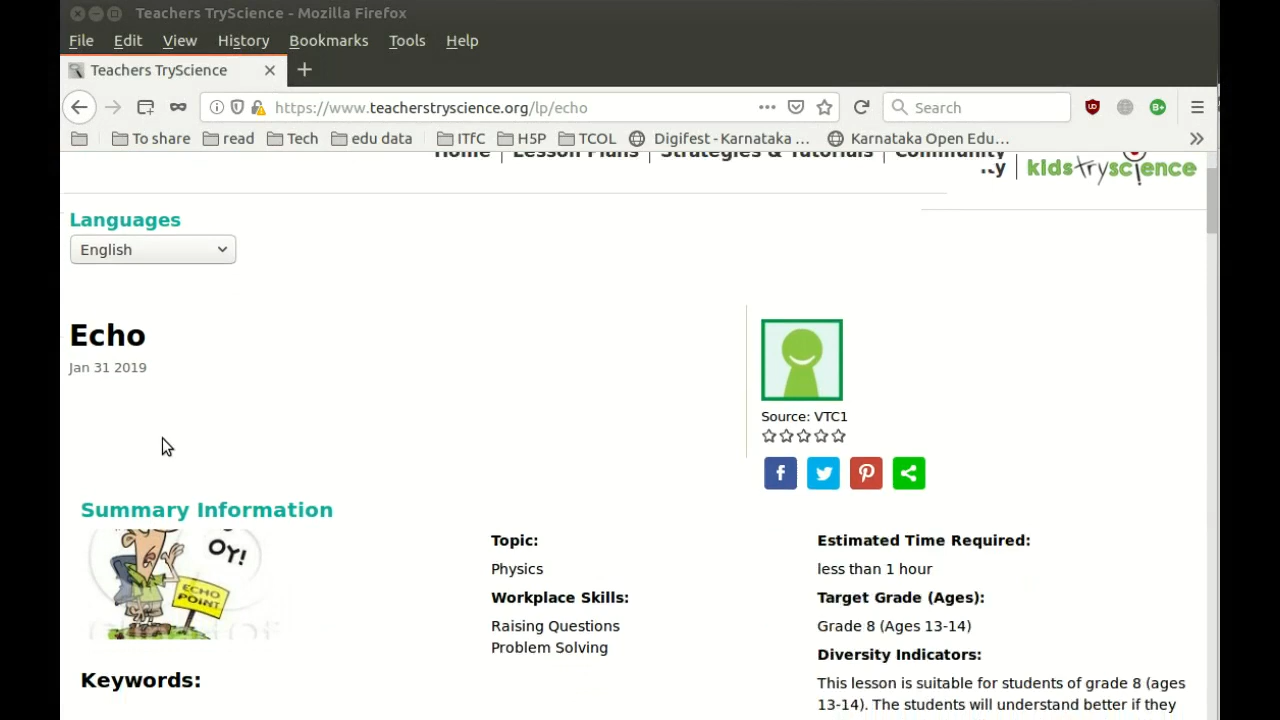 Teachers TryScience - Mozilla Firefox
File Edit View History Bookmarks Tools Help
Teachers TryScience
https://www.teacherstryscience.org/lp/echo
Search
To share read Tech edu data ITfC H5P TCOL Digifest - Karnataka ... Karnataka Open Edu...
Home | Lesson Plans | Strategies & Tutorials | Community
kidstryscience
Languages
English
Echo
Jan 31 2019
Source: VTC1
Summary Information
OY!
ECHO POINT
Topic:
Physics
Workplace Skills:
Raising Questions
Problem Solving
Estimated Time Required:
less than 1 hour
Target Grade (Ages):
Grade 8 (Ages 13-14)
Diversity Indicators:
This lesson is suitable for students of grade 8 (ages
13-14). The students will understand better if they
Keywords: